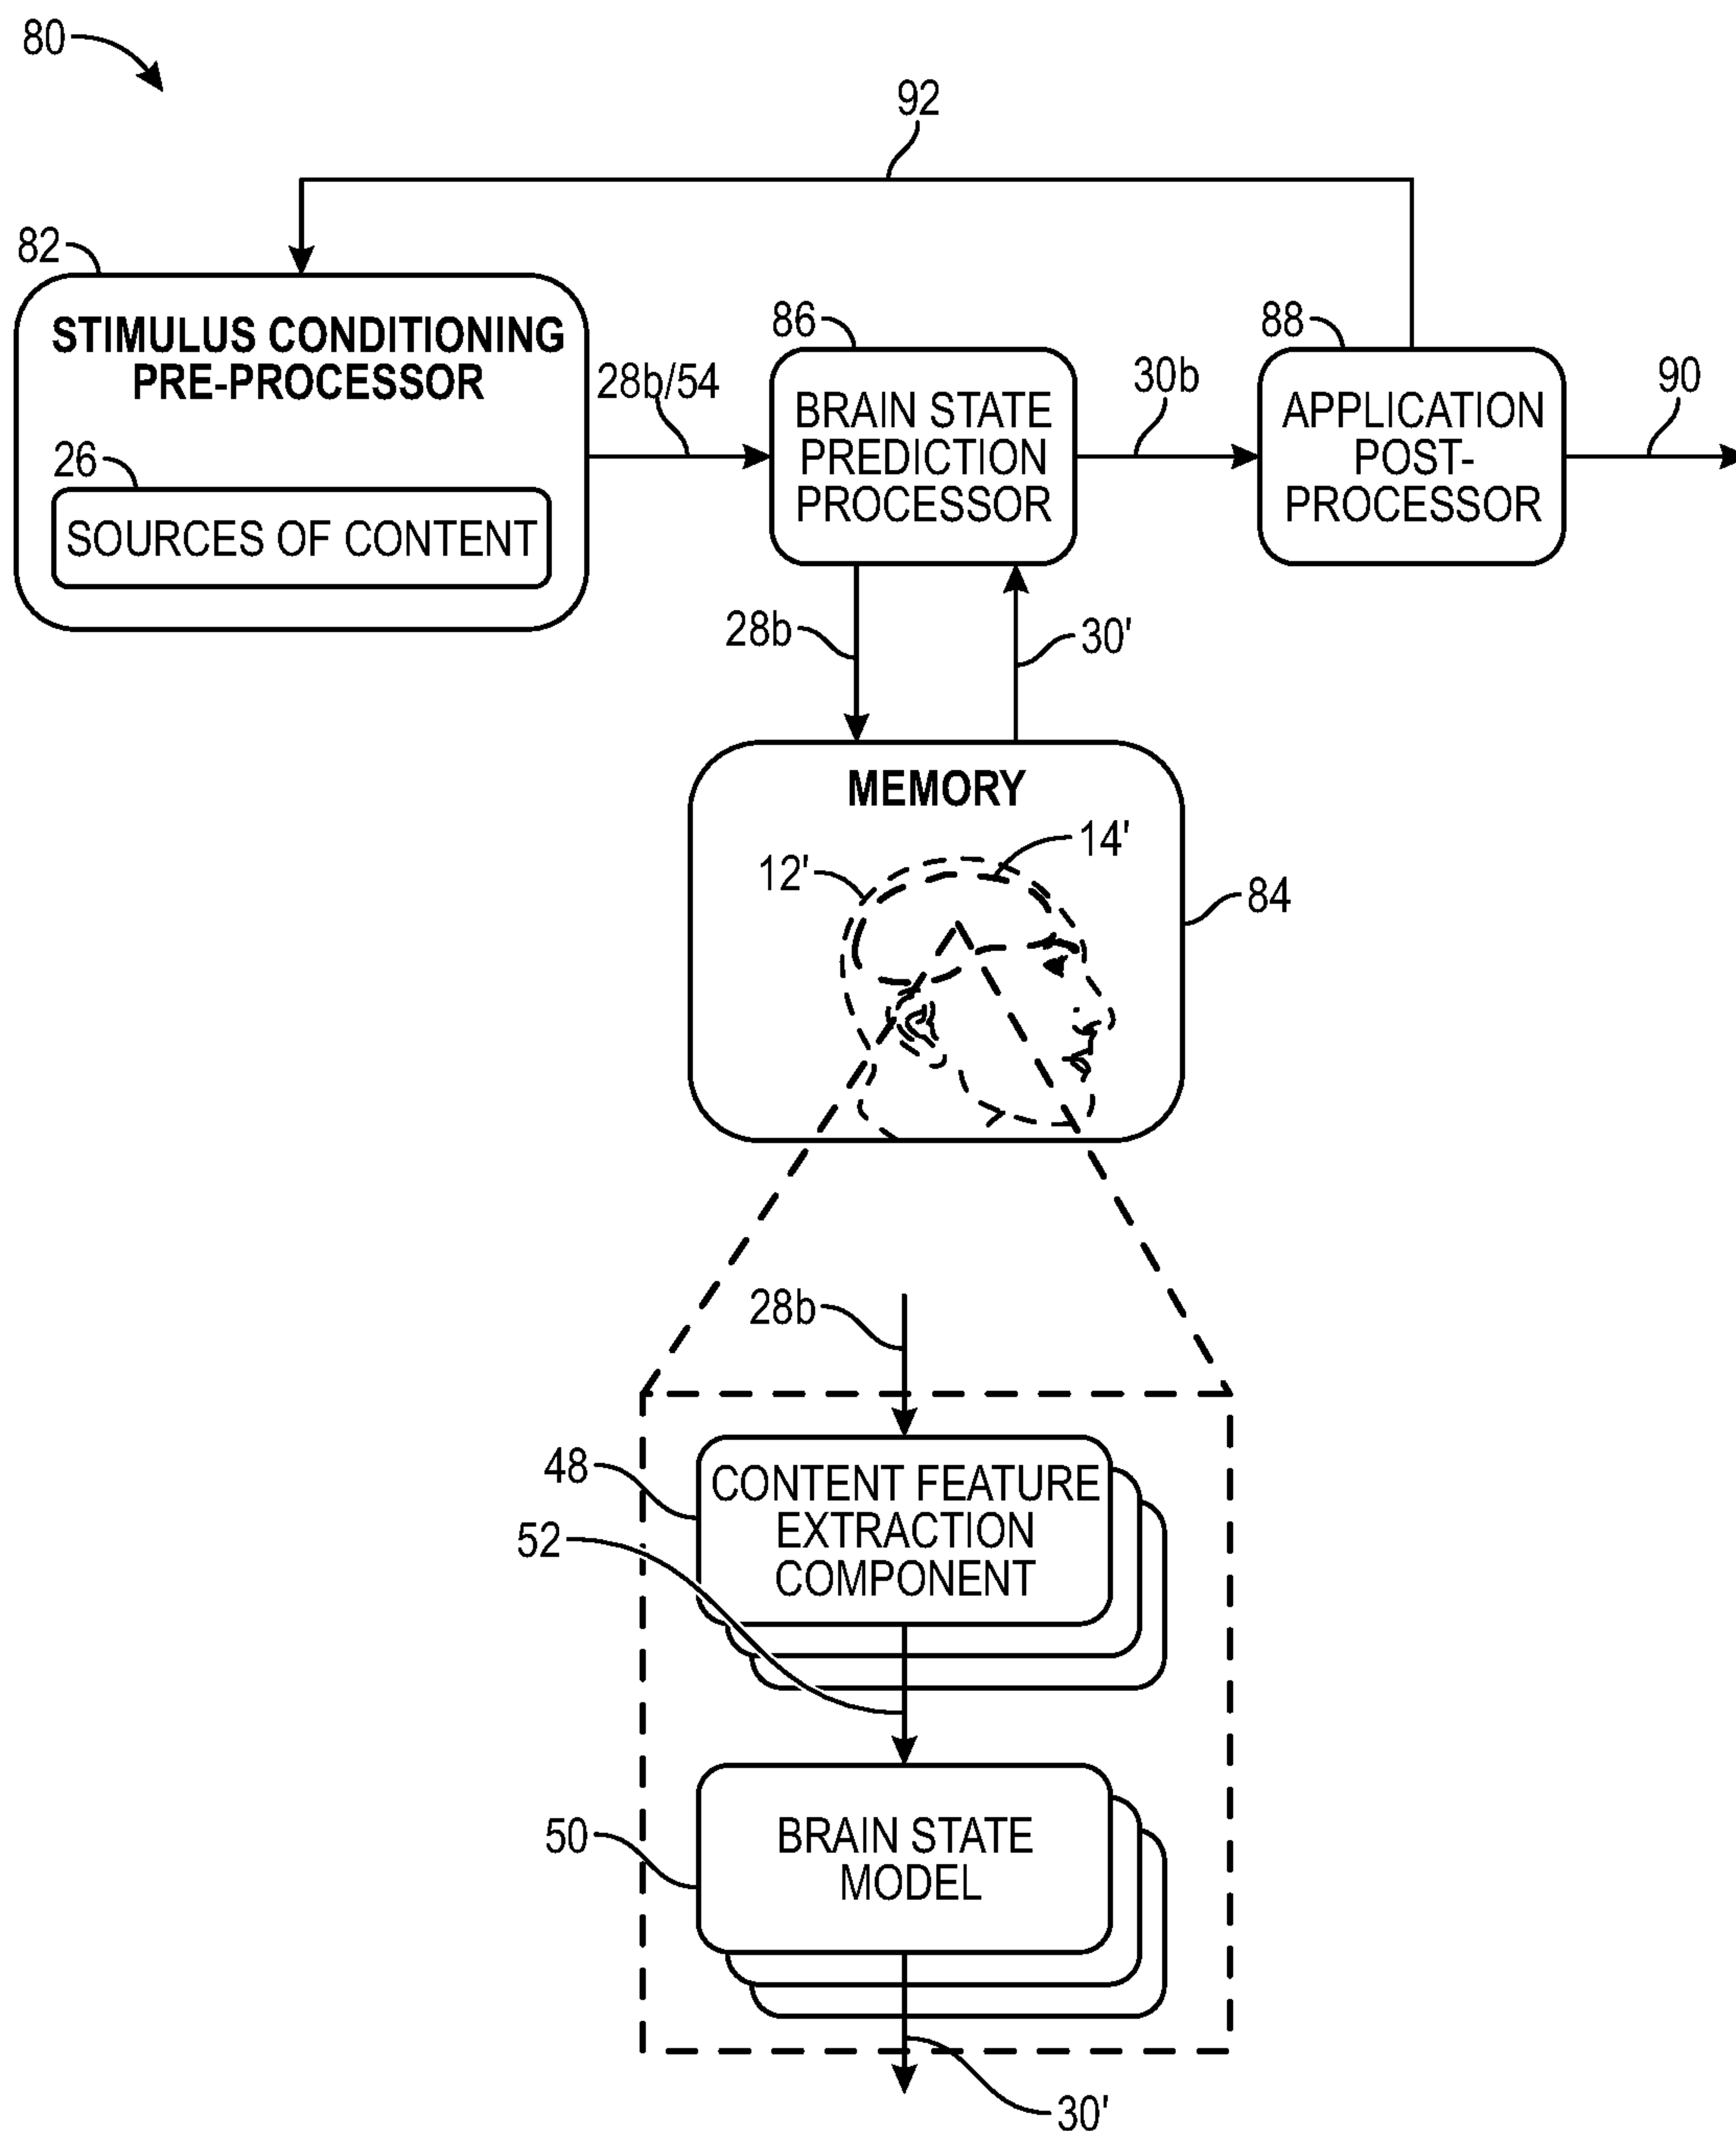 80
92
82
STIMULUS CONDITIONING
PRE-PROCESSOR
26
SOURCES OF CONTENT
28b/54
86
BRAIN STATE
PREDICTION
PROCESSOR
30b
88
APPLICATION
POST-
PROCESSOR
90
28b
30'
MEMORY
12'
14'
84
28b
48
CONTENT FEATURE
EXTRACTION
COMPONENT
52
50
BRAIN STATE
MODEL
30'